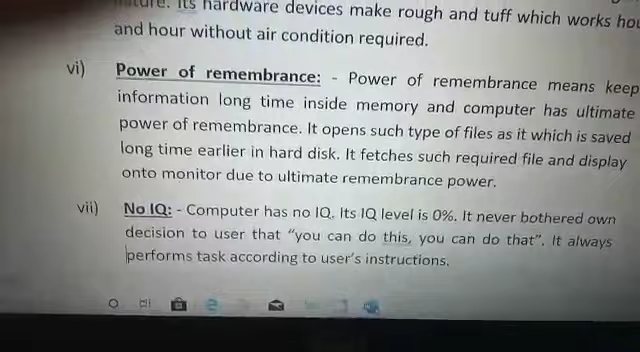 its hardware devices make rough and tuff which works
and hour without air condition required.
vi) Power of remembrance: - Power of remembrance means keep
information long time inside memory and computer has ultimate
power of remembrance. It opens such type of files as it which is saved
long time earlier in hard disk. It fetches such required file and display
onto monitor due to ultimate remembrance power.
vii) No IQ: - Computer has no IQ. Its IQ level is 0%. It never bothered own
decision to user that "you can do this, you can do that". It always
performs task according to user's instructions.